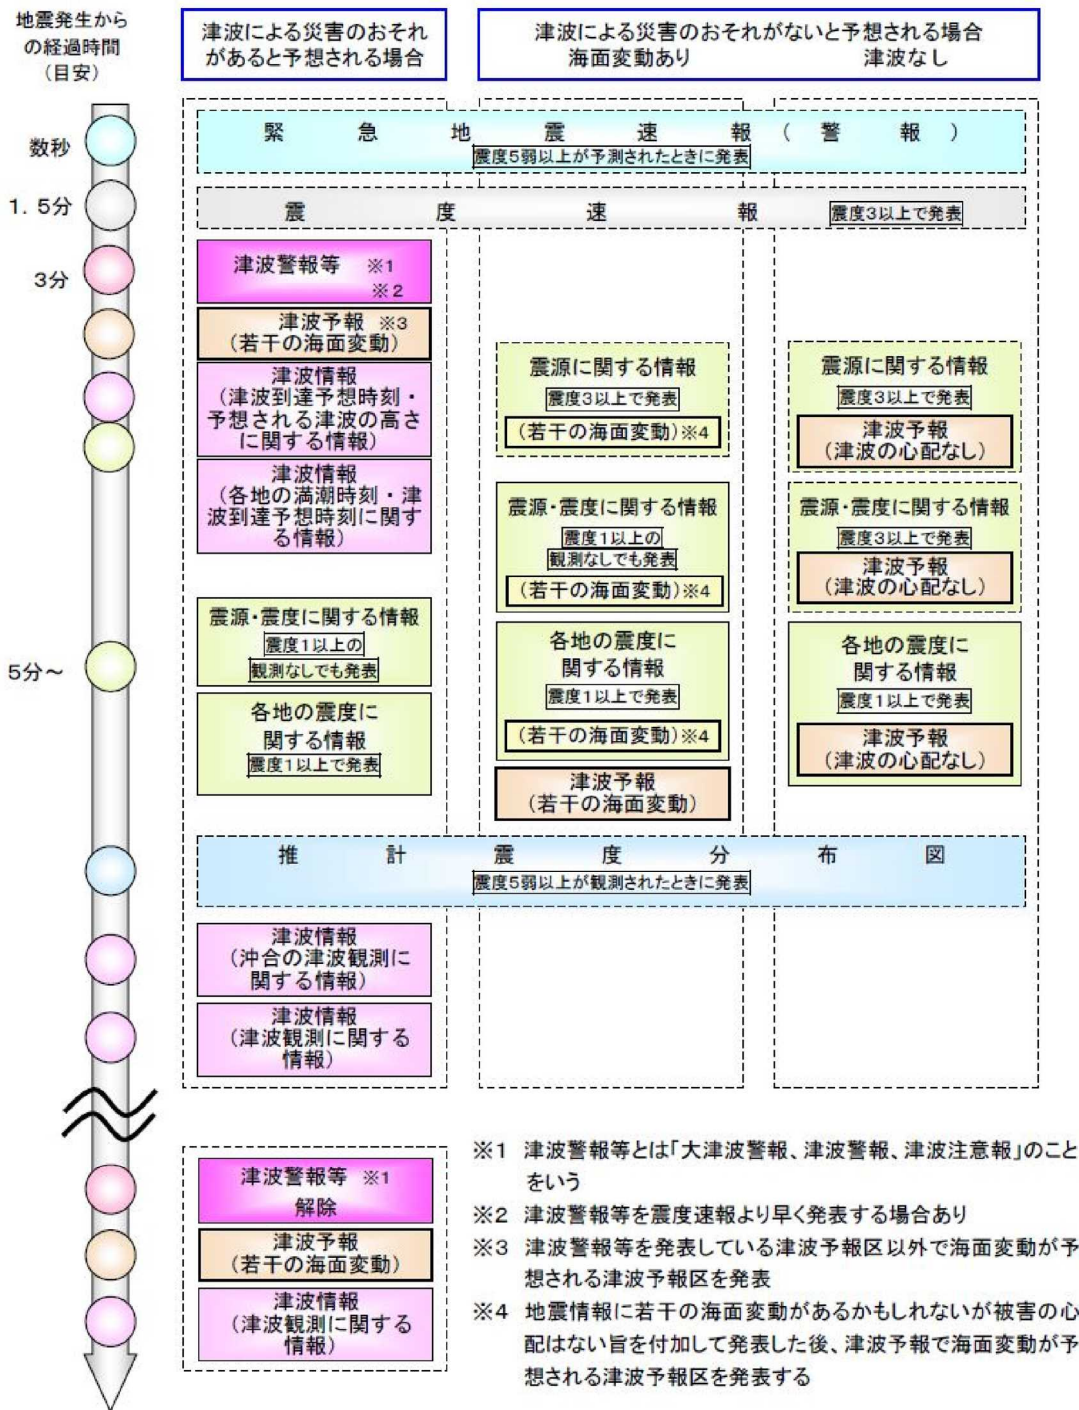 地震発生から
の経過時間
（目安）
津波による災害のおそれ
があると予想される場合
津波による災害のおそれがないと予想される場合
海面変動あり　津波なし
数秒
緊急地震速報（警報）
震度5弱以上が予測されたときに発表
1．5分
震度速報　震度3以上で発表
3分
津波警報等　※1
※2
津波予報　※3
（若干の海面変動）
津波情報
（津波到達予想時刻・
予想される津波の高さ
に関する情報）
津波情報
（各地の満潮時刻・津
波到達予想時刻に関す
る情報）
5分～
震源・震度に関する情報
震度1以上の
観測なしでも発表
各地の震度に
関する情報
震度1以上で発表
震源に関する情報
震度3以上で発表
（若干の海面変動）※4
震源・震度に関する情報
震度1以上の
観測なしでも発表
（若干の海面変動）※4
各地の震度に
関する情報
震度1以上で発表
（若干の海面変動）※4
津波予報
（若干の海面変動）
震源に関する情報
震度3以上で発表
津波予報
（津波の心配なし）
震源・震度に関する情報
震度3以上で発表
津波予報
（津波の心配なし）
各地の震度に
関する情報
震度1以上で発表
津波予報
（津波の心配なし）
推計震度分布図
震度5弱以上が観測されたときに発表
津波情報
（沖合の津波観測に
関する情報）
津波情報
（津波観測に関する
情報）
津波警報等　※1
解除
津波予報
（若干の海面変動）
津波情報
（津波観測に関する
情報）
※1　津波警報等とは「大津波警報、津波警報、津波注意報」のこと
をいう
※2　津波警報等を震度速報より早く発表する場合あり
※3　津波警報等を発表している津波予報区以外で海面変動が予
想される津波予報区を発表
※4　地震情報に若干の海面変動があるかもしれないが被害の心
配はない旨を付加して発表した後、津波予報で海面変動が予
想される津波予報区を発表する